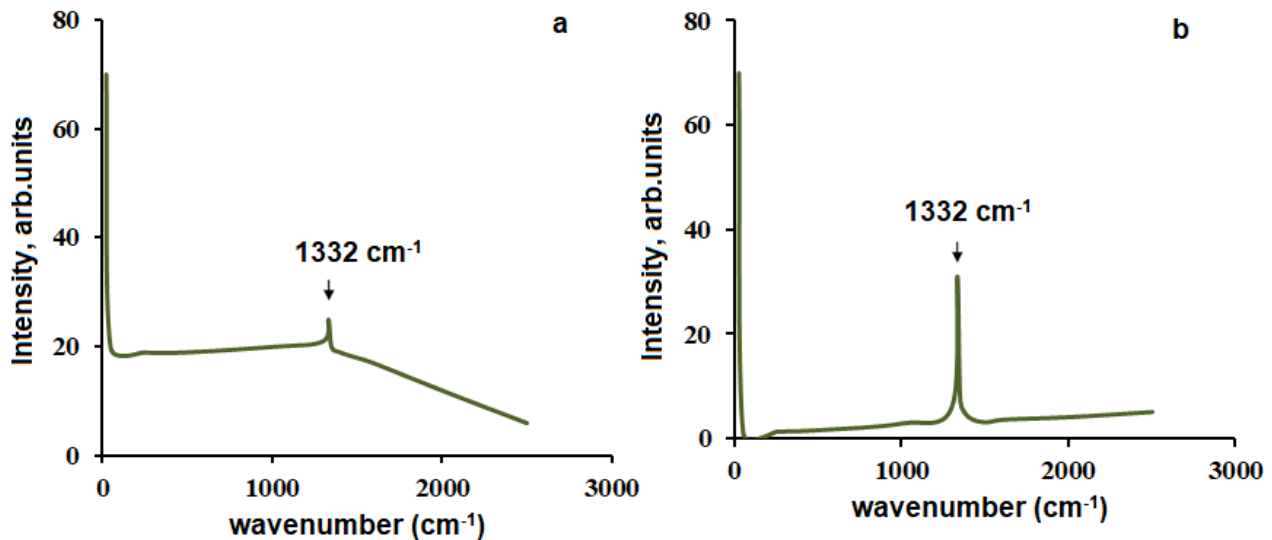 a
80
60
40
20
0
Intensity, arb.units
1332 cm⁻¹
0 1000 2000 3000
wavenumber (cm⁻¹)
b
80
60
40
20
0
Intensity, arb.units
1332 cm⁻¹
0 1000 2000 3000
wavenumber (cm⁻¹)